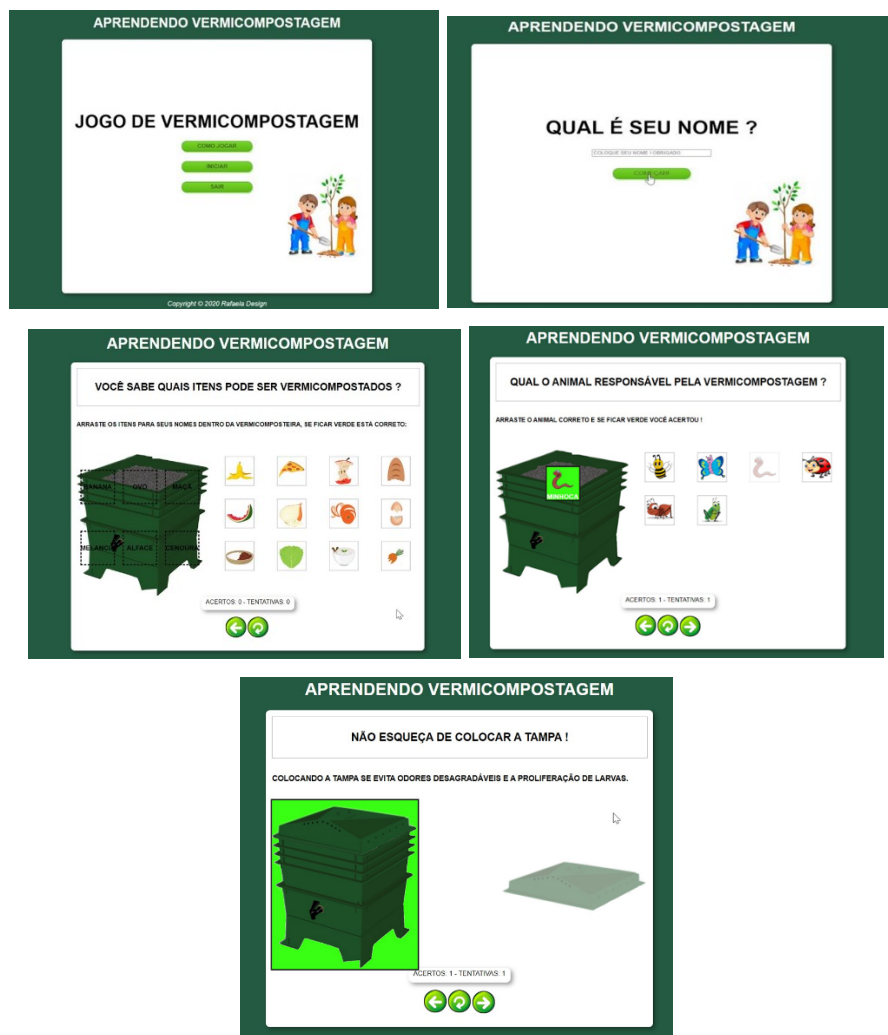 APRENDENDO VERMICOMPOSTAGEM
JOGO DE VERMICOMPOSTAGEM
COMO JOGAR
INICIAR
SAIR
Copyright © 2020 Rafaela Design
APRENDENDO VERMICOMPOSTAGEM
QUAL É SEU NOME ?
COLOQUE SEU NOME ! OBRIGADO
COMEÇAR
APRENDENDO VERMICOMPOSTAGEM
VOCÊ SABE QUAIS ITENS PODE SER VERMICOMPOSTADOS ?
ARRASTE OS ITENS PARA SEUS NOMES DENTRO DA VERMICOMPOSTEIRA, SE FICAR VERDE ESTÁ CORRETO:
BANANA OVO MAÇÃ
MELANCIA ALFACE CENOURA
ACERTOS: 0 - TENTATIVAS: 0
APRENDENDO VERMICOMPOSTAGEM
QUAL O ANIMAL RESPONSÁVEL PELA VERMICOMPOSTAGEM ?
ARRASTE O ANIMAL CORRETO E SE FICAR VERDE VOCÊ ACERTOU !
MINHOCA
ACERTOS: 1 - TENTATIVAS: 1
APRENDENDO VERMICOMPOSTAGEM
NÃO ESQUEÇA DE COLOCAR A TAMPA !
COLOCANDO A TAMPA SE EVITA ODORES DESAGRADÁVEIS E A PROLIFERAÇÃO DE LARVAS.
ACERTOS: 1 - TENTATIVAS: 1